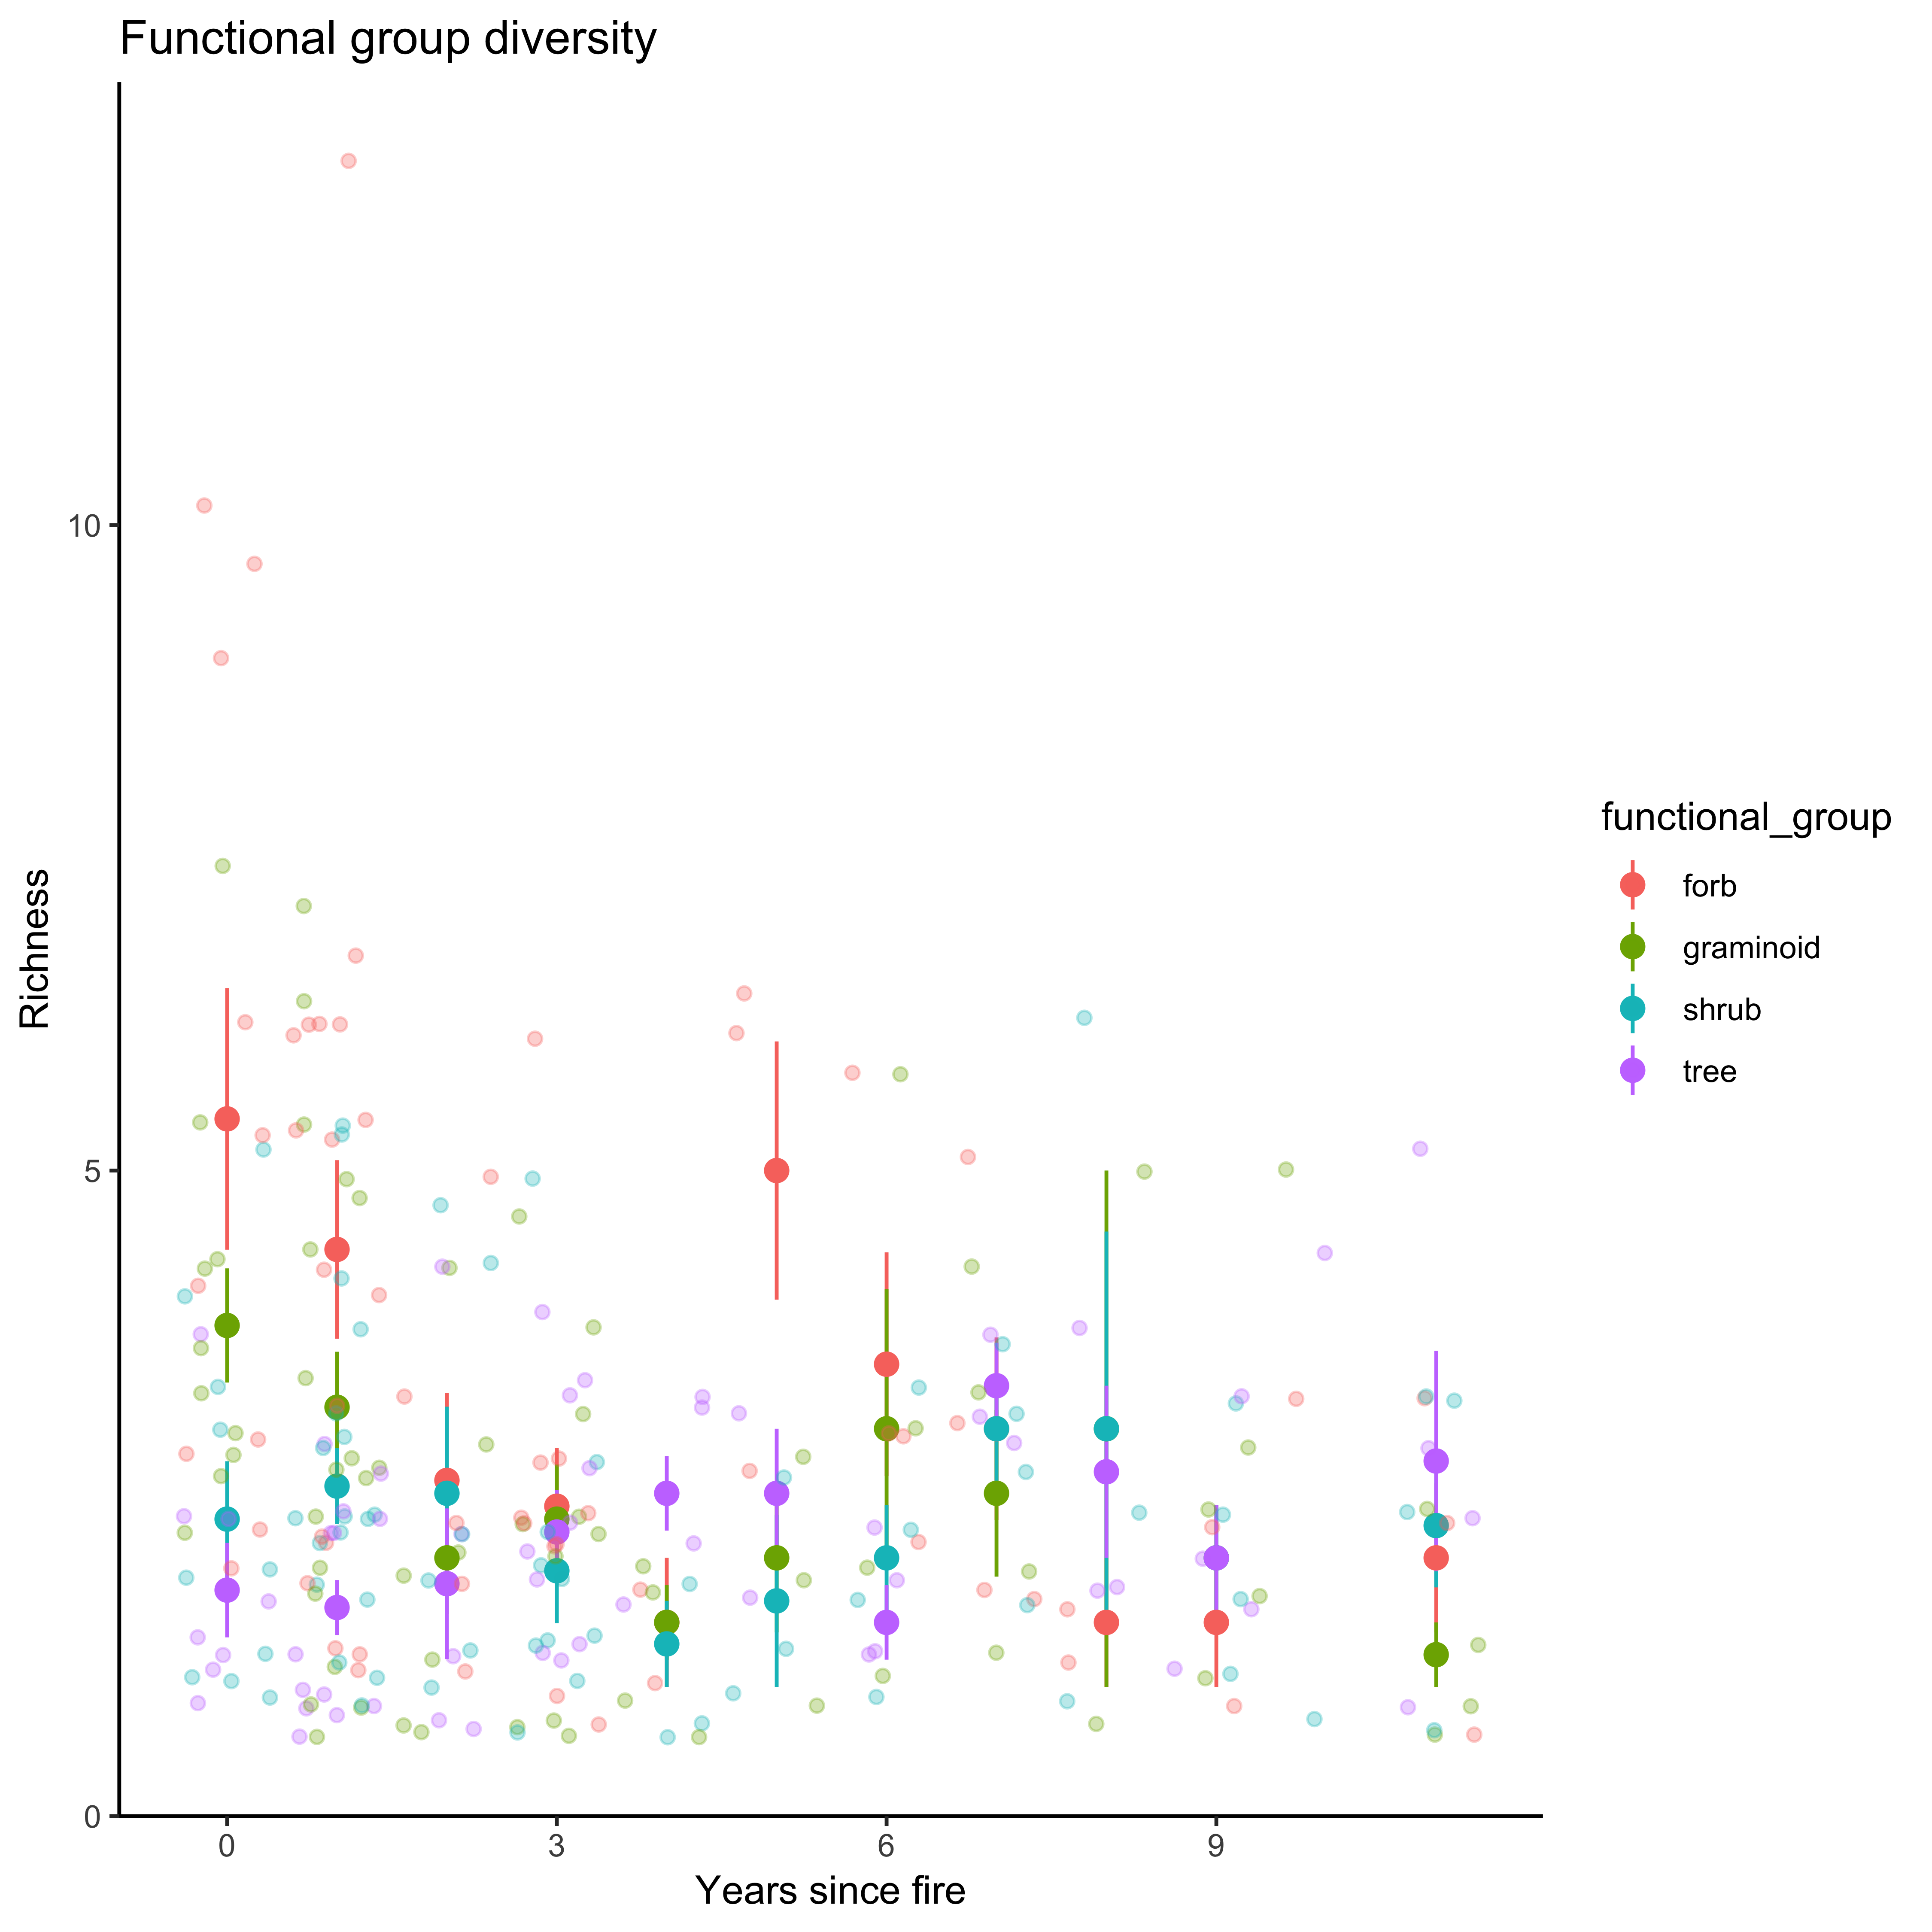 Functional group diversity
10
5
0
Richness
0 3 6 9
Years since fire
functional_group
forb
graminoid
shrub
tree